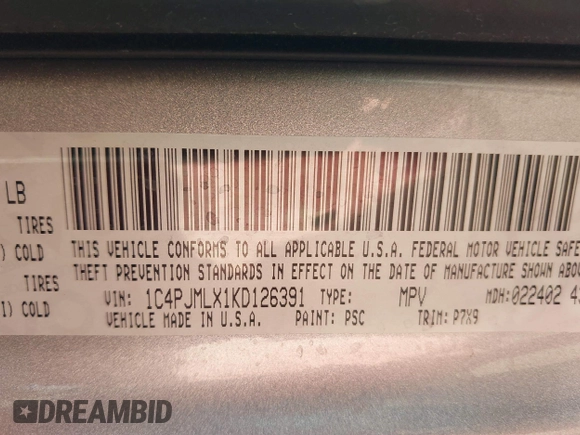 LB
TIRES
) COLD
TIRES
I) COLD
THIS VEHICLE CONFORMS TO ALL APPLICABLE U.S.A. FEDERAL MOTOR VEHICLE SAFE
THEFT PREVENTION STANDARDS IN EFFECT ON THE DATE OF MANUFACTURE SHOWN ABOV
VIN: 1C4PJMLX1KD126391 TYPE: MPV MDH:022402 4
VEHICLE MADE IN U.S.A. PAINT: PSC TRIM: P7X9
DREAMBID